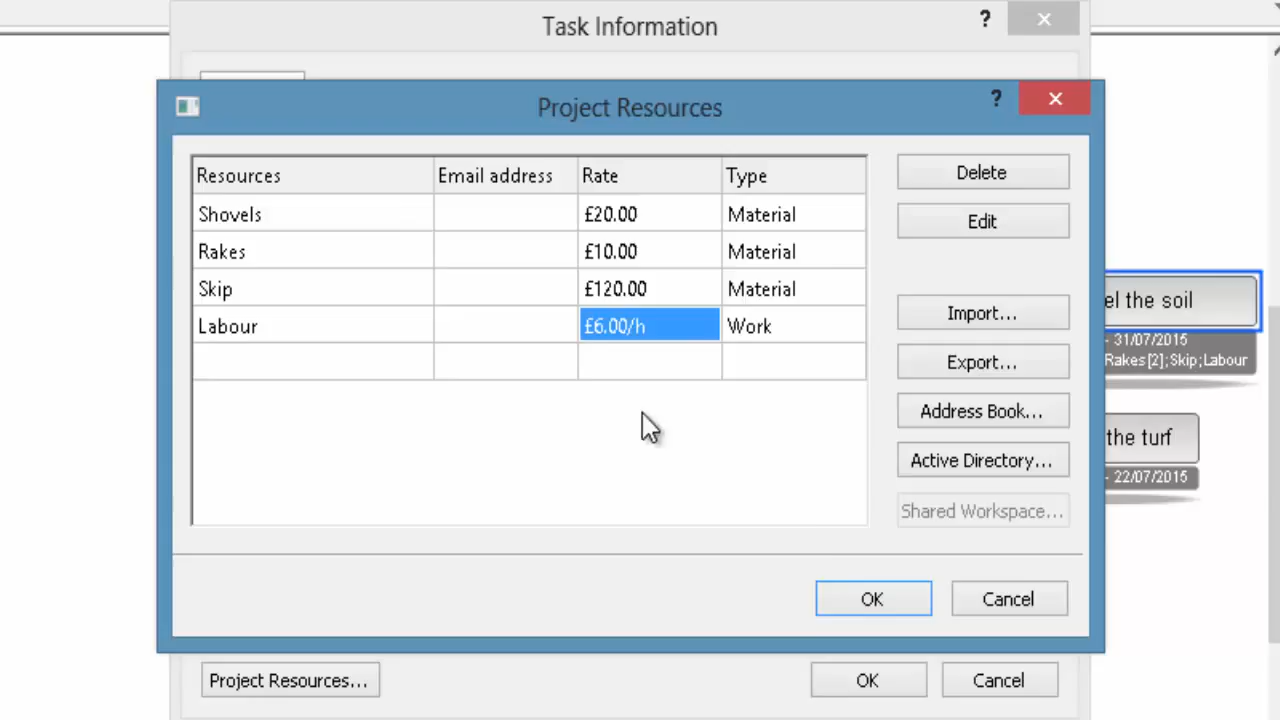 Task Information
?
Project Resources
?
Resources Email address Rate Type
Shovels £20.00 Material
Rakes £10.00 Material
Skip £120.00 Material
Labour £6.00/h Work
Delete
Edit
Import...
Export...
Address Book...
Active Directory...
Shared Workspace...
OK Cancel
el the soil
- 31/07/2015
Rakes[2];Skip;Labour
the turf
- 22/07/2015
Project Resources... OK Cancel